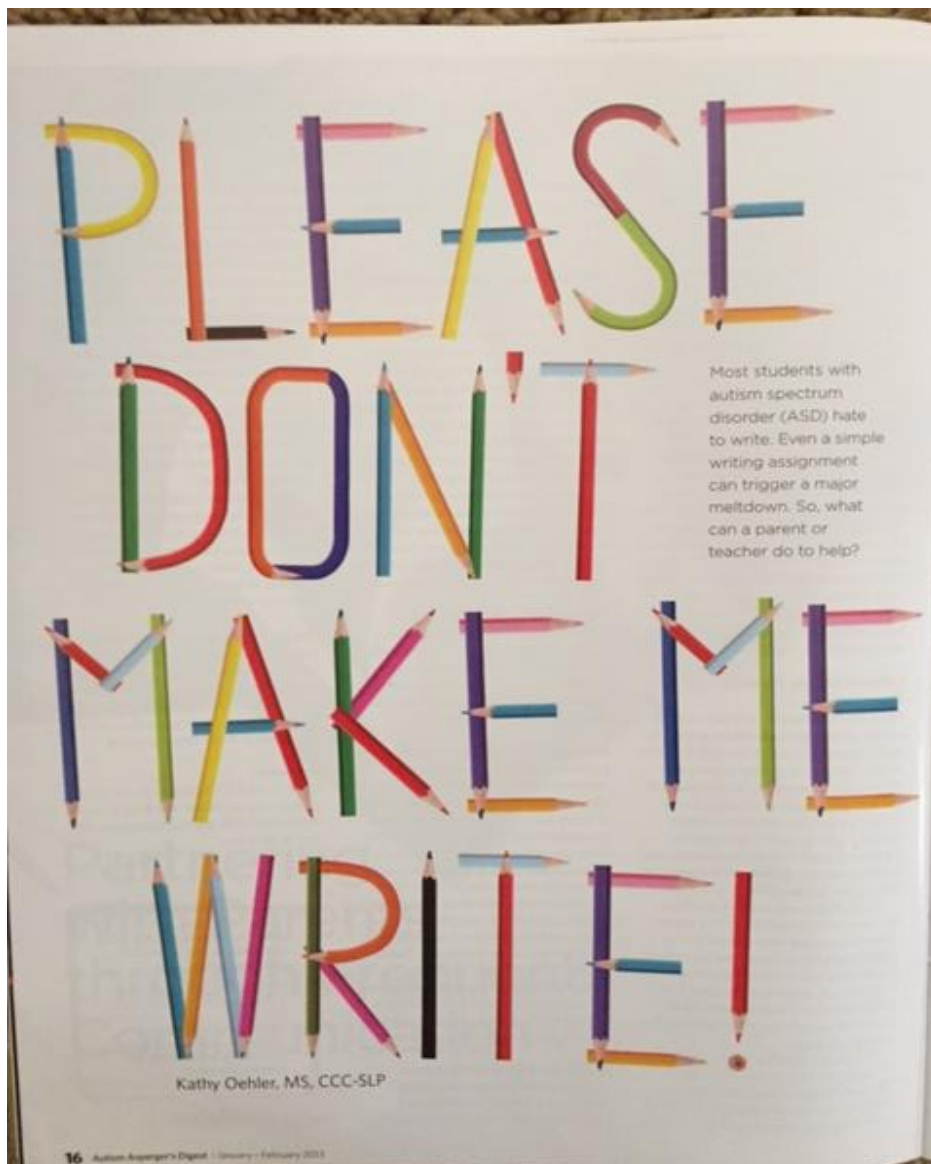 PLEASE
DON'T
Most students with
autism spectrum
disorder (ASD) hate
to write. Even a simple
writing assignment
can trigger a major
meltdown. So, what
can a parent or
teacher do to help?
MAKE ME
WRITE!
Kathy Oehler, MS, CCC-SLP
16 Autism Asperger's Digest | January - February 2013